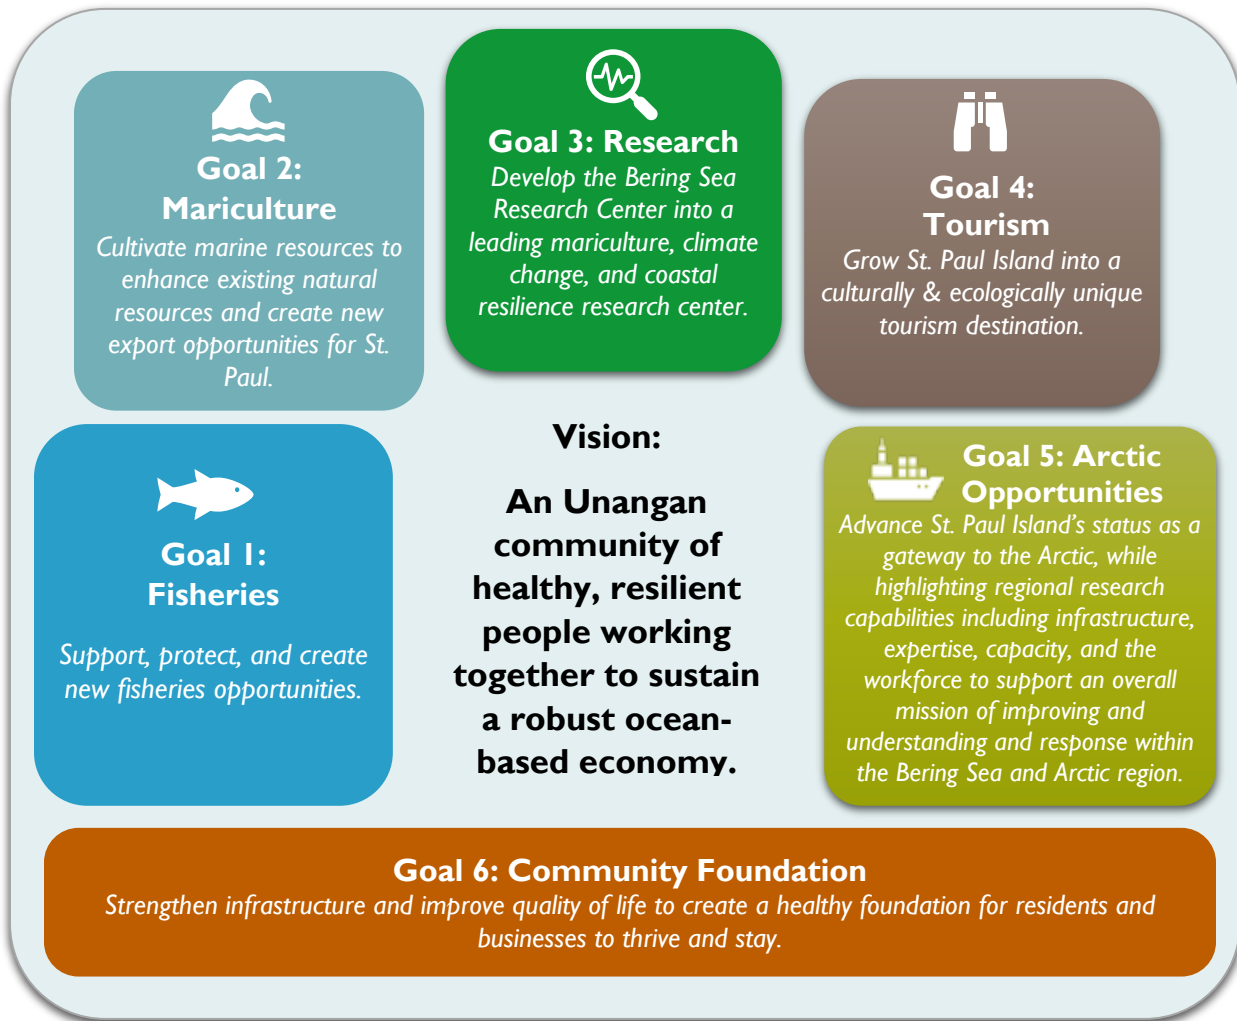 Goal 2:
Mariculture
Cultivate marine resources to
enhance existing natural
resources and create new
export opportunities for St.
Paul.
Goal 3: Research
Develop the Bering Sea
Research Center into a
leading mariculture, climate
change, and coastal
resilience research center.
Goal 4:
Tourism
Grow St. Paul Island into a
culturally & ecologically unique
tourism destination.
Goal 1:
Fisheries
Support, protect, and create
new fisheries opportunities.
Vision:
An Unangan
community of
healthy, resilient
people working
together to sustain
a robust ocean-
based economy.
Goal 5: Arctic
Opportunities
Advance St. Paul Island's status as a
gateway to the Arctic, while
highlighting regional research
capabilities including infrastructure,
expertise, capacity, and the
workforce to support an overall
mission of improving and
understanding and response within
the Bering Sea and Arctic region.
Goal 6: Community Foundation
Strengthen infrastructure and improve quality of life to create a healthy foundation for residents and
businesses to thrive and stay.